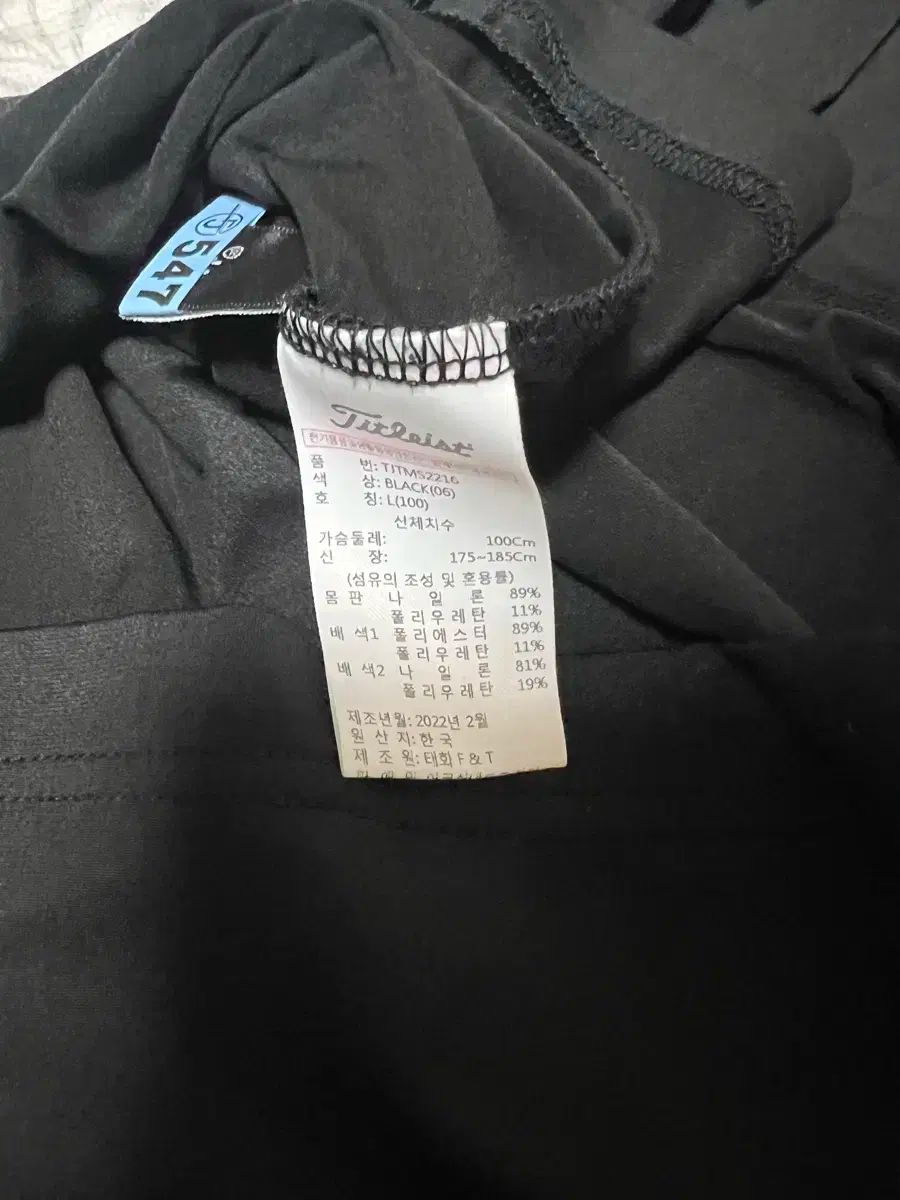 547
Titleist
품 번: TJTMS2216
색 상: BLACK(06)
호 칭: L(100)
신체치수
가슴둘레: 100Cm
신 장: 175~185Cm
(섬유의 조성 및 혼용률)
몸 판 나 일 론 89%
폴 리 우 레 탄 11%
배 색1 폴 리 에 스 터 89%
폴 리 우 레 탄 11%
배 색2 나 일 론 81%
폴 리 우 레 탄 19%
제조년월: 2022년 2월
원 산 지: 한 국
제 조 원: 태화 F & T